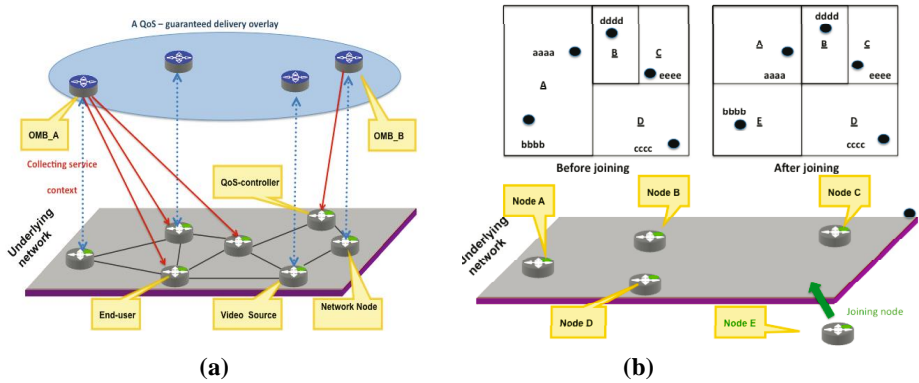 A QoS – guaranteed delivery overlay
OMB_A
OMB_B
Collecting service
context
QoS-controller
Underlying
network
End-user
Video Source
Network Node
(a)
dddd
aaaa
B
C
eeee
A
D
bbbb
cccc
Before joining
dddd
A
B
C
aaaa
eeee
bbbb
E
D
cccc
After joining
Node A
Node B
Node C
Underlying
network
Node D
Node E
Joining node
(b)